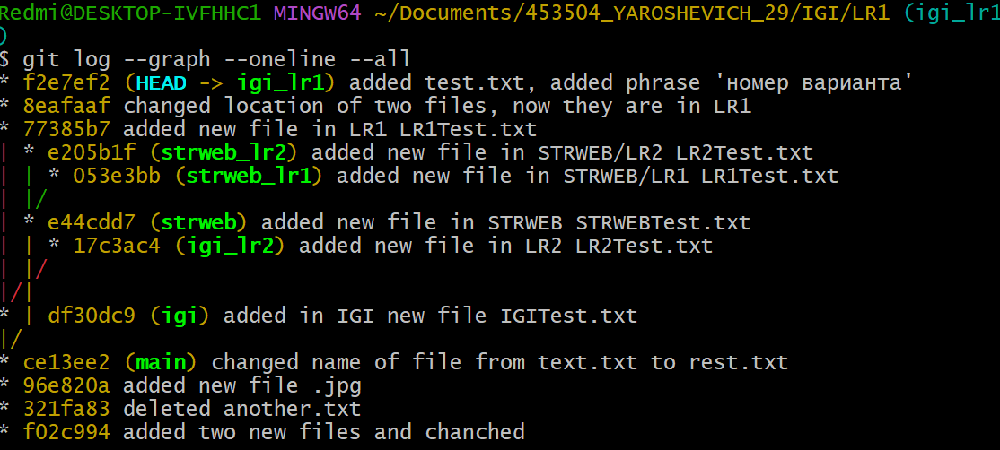 Redmi@DESKTOP-IVFHHC1 MINGW64 ~/Documents/453504_YAROSHEVICH_29/IGI/LR1 (igi_lr1
)
$ git log --graph --oneline --all
* f2e7ef2 (HEAD -> igi_lr1) added test.txt, added phrase 'номер варианта'
* 8eafaaf changed location of two files, now they are in LR1
* 77385b7 added new file in LR1 LR1Test.txt
| * e205b1f (strweb_lr2) added new file in STRWEB/LR2 LR2Test.txt
| | * 053e3bb (strweb_lr1) added new file in STRWEB/LR1 LR1Test.txt
| |/
| * e44cdd7 (strweb) added new file in STRWEB STRWEBTest.txt
| | * 17c3ac4 (igi_lr2) added new file in LR2 LR2Test.txt
| |/
|/|
* | df30dc9 (igi) added in IGI new file IGITest.txt
|/
* ce13ee2 (main) changed name of file from text.txt to rest.txt
* 96e820a added new file .jpg
* 321fa83 deleted another.txt
* f02c994 added two new files and chanched